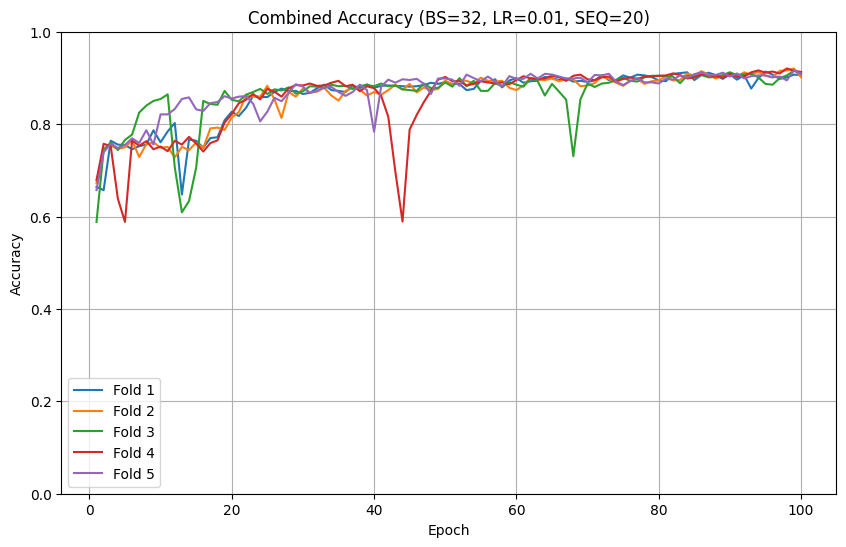 Combined Accuracy (BS=32, LR=0.01, SEQ=20)
1.0
0.8
0.6
0.4
0.2
0.0
Accuracy
Fold 1
Fold 2
Fold 3
Fold 4
Fold 5
0 20 40 60 80 100
Epoch